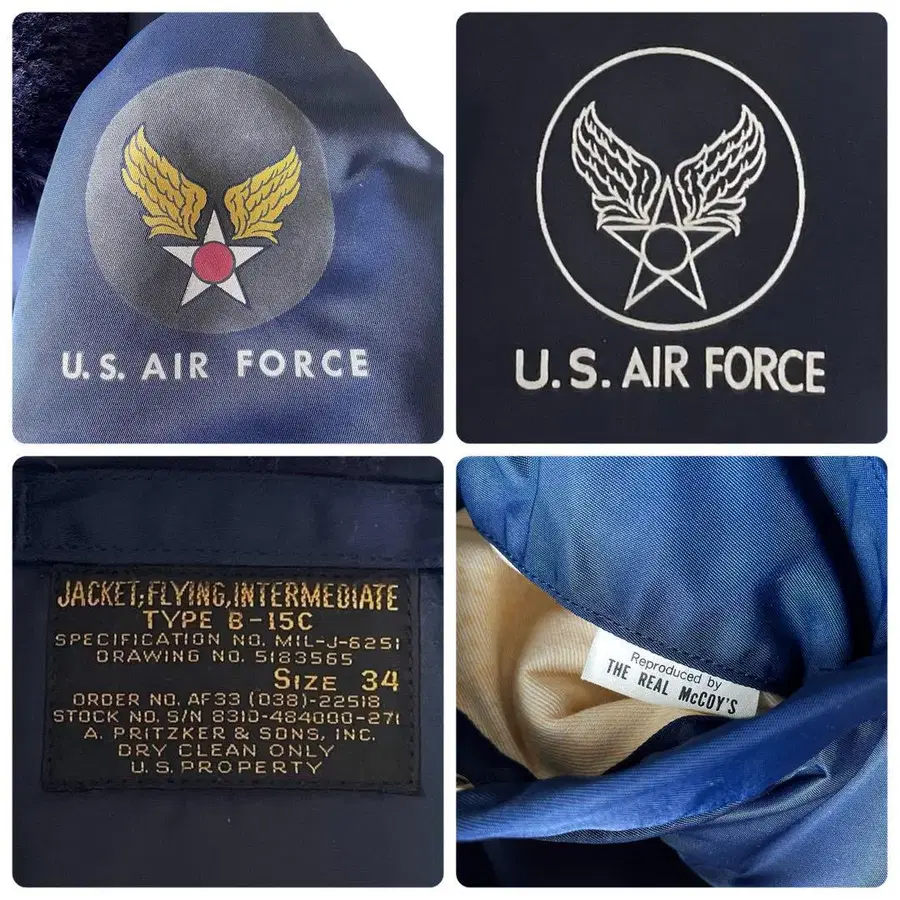 U.S. AIR FORCE
U.S. AIR FORCE
JACKET, FLYING, INTERMEDIATE
TYPE B-15C
SPECIFICATION NO. MIL-J-6251
DRAWING NO. 5183565
SIZE 34
ORDER NO. AF33 (038)-22518
STOCK NO. S/N 8310-484000-271
A. PRITZKER & SONS, INC.
DRY CLEAN ONLY
U.S. PROPERTY
Reproduced by
THE REAL McCOY'S